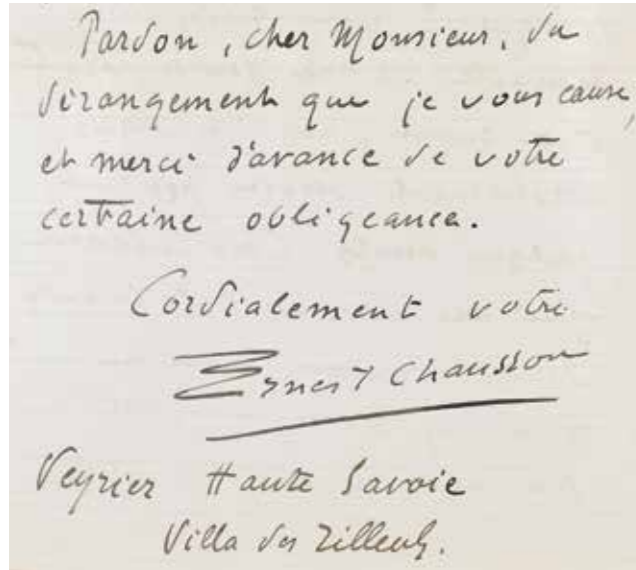 Pardon, cher Monsieur, du
dérangement que je vous cause,
et merci d'avance de votre
certaine obligeance.
Cordialement votre
Ernest Chausson
Veyrier Haute Savoie
Villa des Tilleuls.